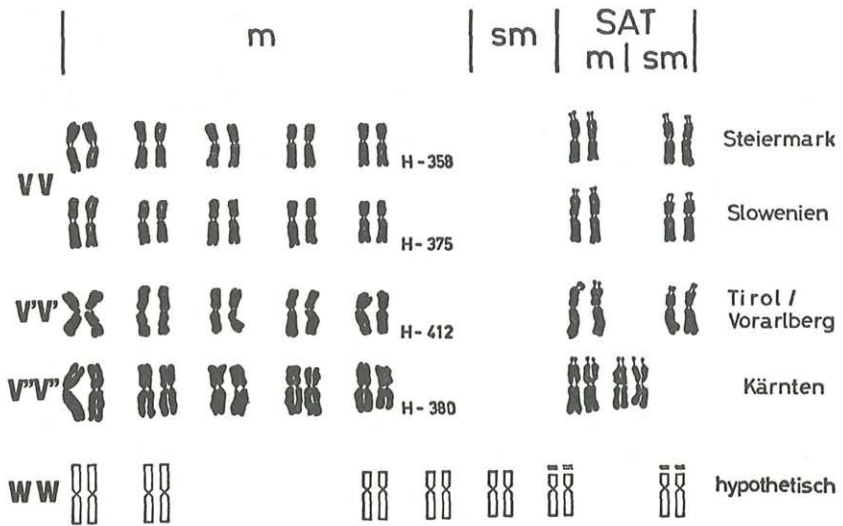 m sm SAT
m sm
Steiermark
H-358
VV
Slowenien
H-375
V'V' Tirol /
Vorarlberg
H-412
V"V" Kärnten
H-380
WW hypothetisch